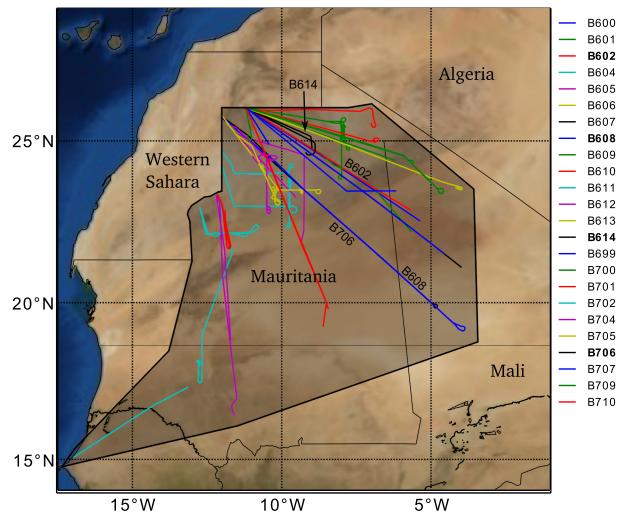 B614
Algeria
25°N
Western
Sahara
B602
B706
Mauritania
B608
20°N
Mali
15°N
15°W
10°W
5°W
B600
B601
B602
B604
B605
B606
B607
B608
B609
B610
B611
B612
B613
B614
B699
B700
B701
B702
B704
B705
B706
B707
B709
B710